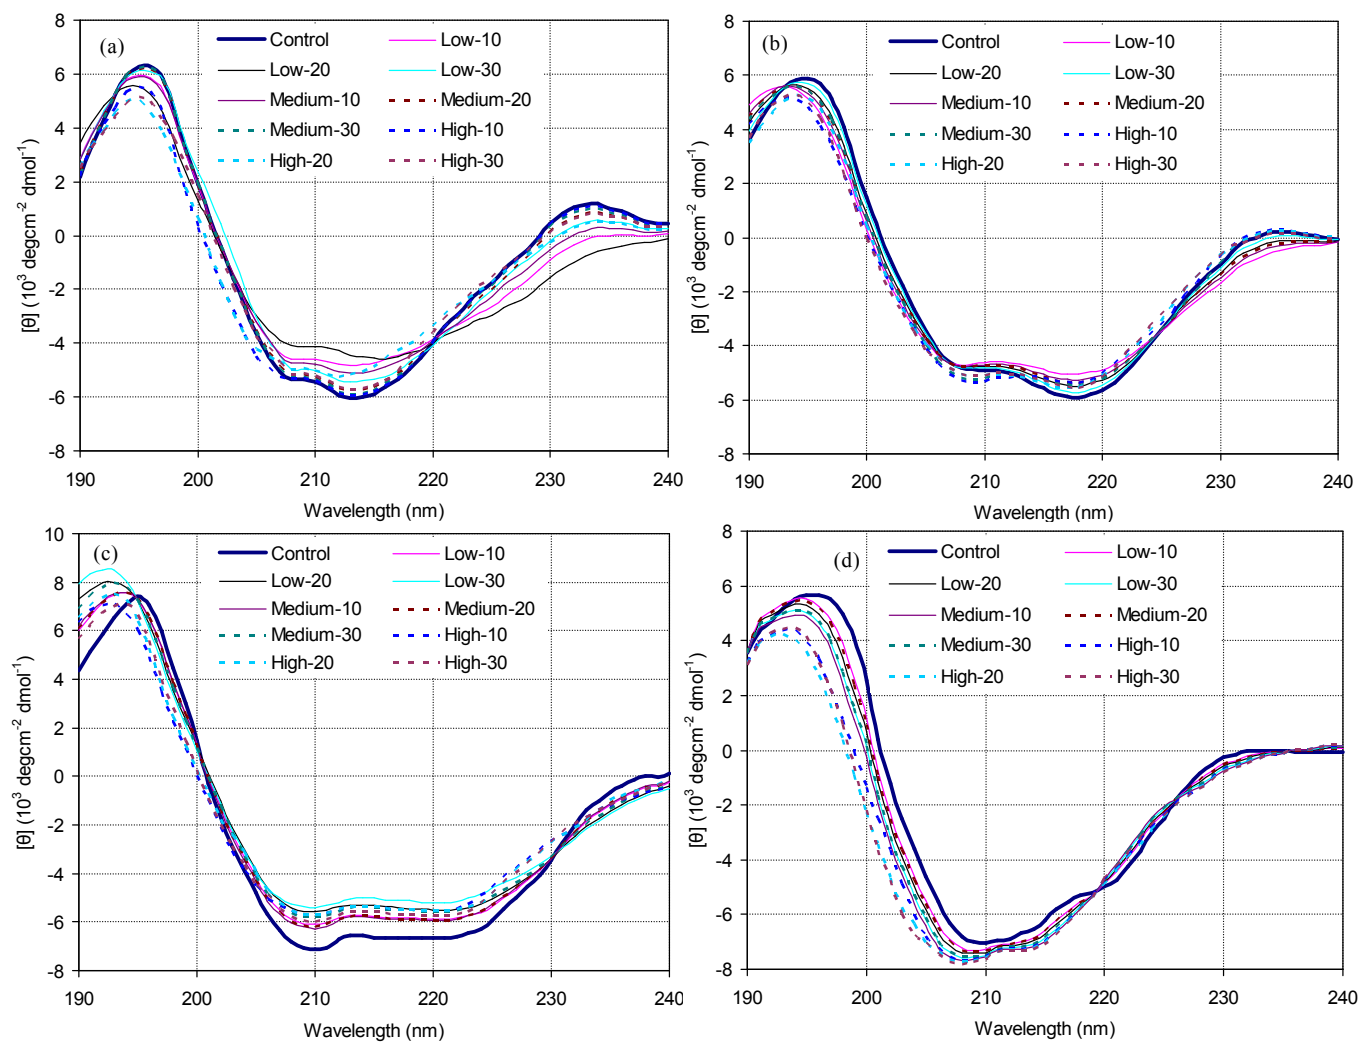 (a)
Control
Low-10
Low-20
Low-30
Medium-10
Medium-20
Medium-30
High-10
High-20
High-30
8
6
4
2
0
-2
-4
-6
-8
190
200
210
220
230
240
Wavelength (nm)
[θ] (10³ degcm⁻² dmol⁻¹)
(b)
Control
Low-10
Low-20
Low-30
Medium-10
Medium-20
Medium-30
High-10
High-20
High-30
8
6
4
2
0
-2
-4
-6
-8
190
200
210
220
230
240
Wavelength (nm)
[θ] (10³ degcm⁻² dmol⁻¹)
(c)
Control
Low-10
Low-20
Low-30
Medium-10
Medium-20
Medium-30
High-10
High-20
High-30
10
8
6
4
2
0
-2
-4
-6
-8
190
200
210
220
230
240
Wavelength (nm)
[θ] (10³ degcm⁻² dmol⁻¹)
(d)
Control
Low-10
Low-20
Low-30
Medium-10
Medium-20
Medium-30
High-10
High-20
High-30
8
6
4
2
0
-2
-4
-6
-8
190
200
210
220
230
240
Wavelength (nm)
[θ] (10³ degcm⁻² dmol⁻¹)